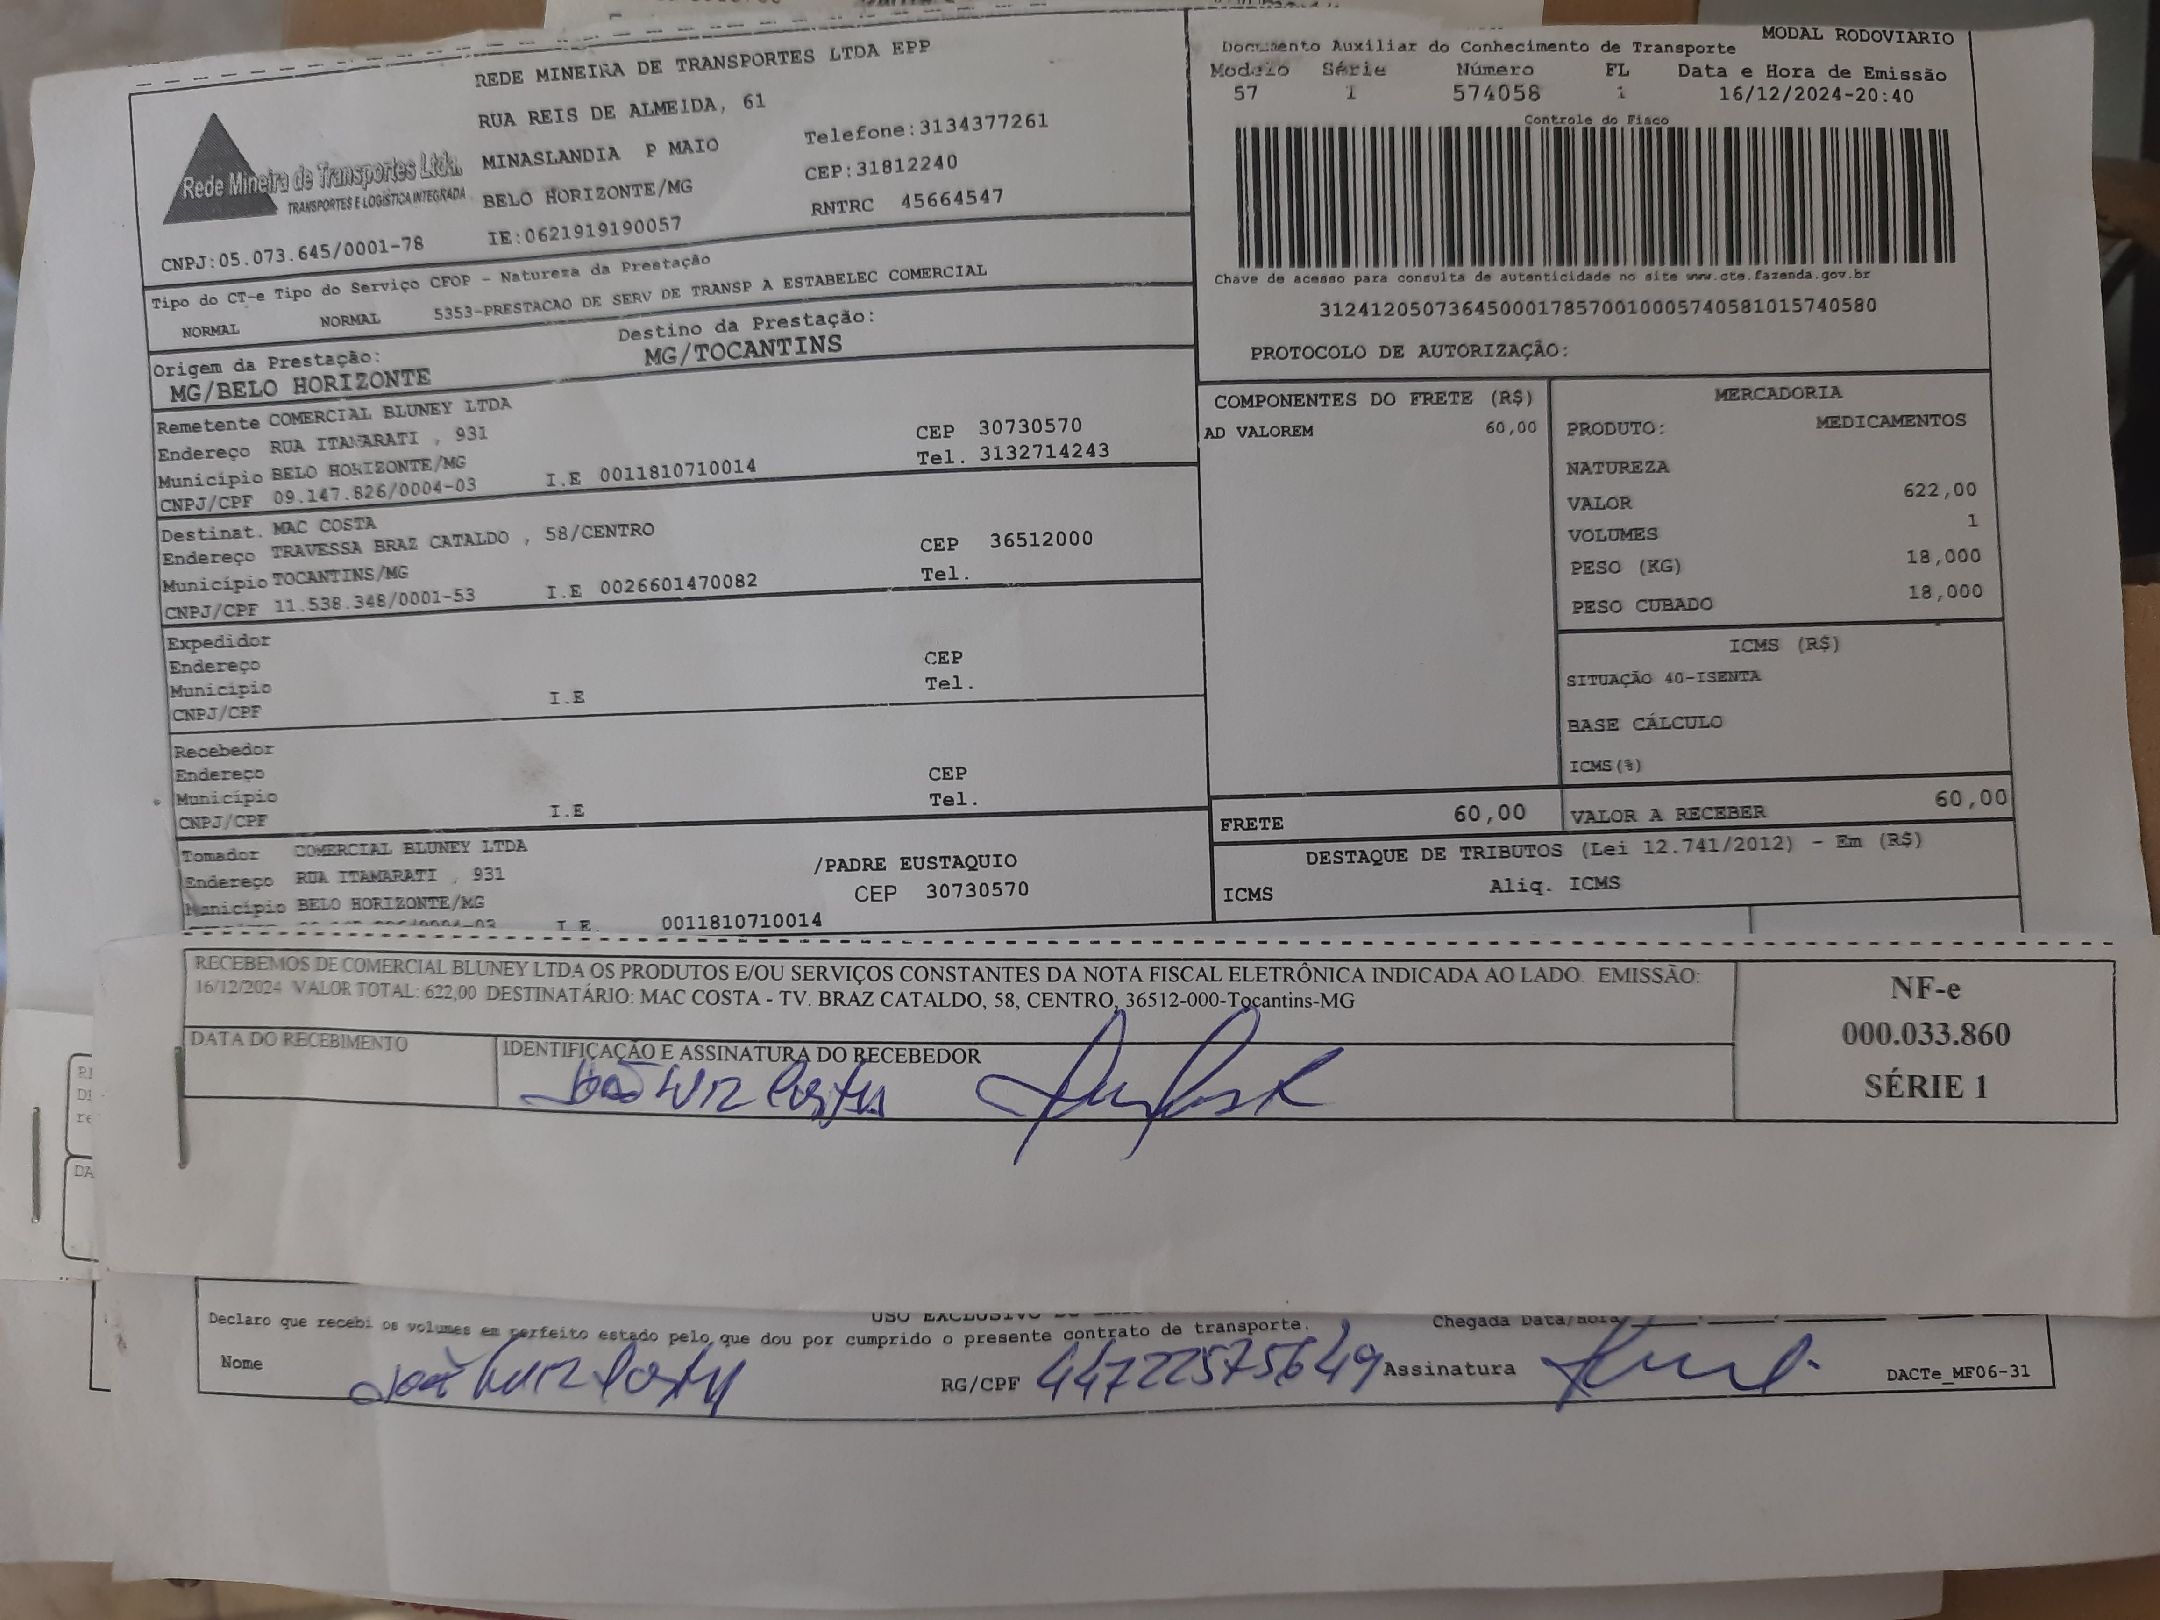 REDE MINEIRA DE TRANSPORTES LTDA EPP
RUA REIS DE ALMEIDA, 61
MINASLANDIA P MAIO
Telefone:3134377261
BELO HORIZONTE/MG
CEP:31812240
IE:0621919190057
RNTRC 45664547
Rede Mineira de Transportes Ltda.
TRANSPORTES E LOGÍSTICA INTEGRADA
CNPJ:05.073.645/0001-78
Tipo do CT-e Tipo do Serviço CFOP - Natureza da Prestação
NORMAL NORMAL 5353-PRESTACAO DE SERV DE TRANSP A ESTABELEC COMERCIAL
Origem da Prestação: Destino da Prestação:
MG/BELO HORIZONTE MG/TOCANTINS
Remetente COMERCIAL BLUNEY LTDA
Endereço RUA ITAMARATI , 931 CEP 30730570
Município BELO HORIZONTE/MG Tel. 3132714243
CNPJ/CPF 09.147.826/0004-03 I.E 0011810710014
Destinat. MAC COSTA
Endereço TRAVESSA BRAZ CATALDO , 58/CENTRO CEP 36512000
Município TOCANTINS/MG Tel.
CNPJ/CPF 11.538.348/0001-53 I.E 0026601470082
Expedidor
Endereço CEP
Município Tel.
CNPJ/CPF I.E
Recebedor
Endereço CEP
Município Tel.
CNPJ/CPF I.E
Tomador COMERCIAL BLUNEY LTDA /PADRE EUSTAQUIO
Endereço RUA ITAMARATI , 931 CEP 30730570
Município BELO HORIZONTE/MG
I.E. 0011810710014
MODAL RODOVIÁRIO
Documento Auxiliar do Conhecimento de Transporte
Modelo Série Número FL Data e Hora de Emissão
57 1 574058 1 16/12/2024-20:40
Controle do Fisco
Chave de acesso para consulta de autenticidade no site www.cte.fazenda.gov.br
31241205073645000178570010005740581015740580
PROTOCOLO DE AUTORIZAÇÃO:
COMPONENTES DO FRETE (R$)
AD VALOREM 60,00
FRETE 60,00
MERCADORIA
PRODUTO: MEDICAMENTOS
NATUREZA
VALOR 622,00
VOLUMES 1
PESO (KG) 18,000
PESO CUBADO 18,000
ICMS (R$)
SITUAÇÃO 40-ISENTA
BASE CÁLCULO
ICMS(%)
VALOR A RECEBER 60,00
DESTAQUE DE TRIBUTOS (Lei 12.741/2012) - Em (R$)
ICMS Aliq. ICMS
RECEBEMOS DE COMERCIAL BLUNEY LTDA OS PRODUTOS E/OU SERVIÇOS CONSTANTES DA NOTA FISCAL ELETRÔNICA INDICADA AO LADO. EMISSÃO:
16/12/2024 VALOR TOTAL: 622,00 DESTINATÁRIO: MAC COSTA - TV. BRAZ CATALDO, 58, CENTRO, 36512-000-Tocantins-MG
DATA DO RECEBIMENTO
IDENTIFICAÇÃO E ASSINATURA DO RECEBEDOR
João Luiz
NF-e
000.033.860
SÉRIE 1
USO EXCLUSIVO
Declaro que recebi os volumes em perfeito estado pelo que dou por cumprido o presente contrato de transporte.
Chegada Data/Hora
Nome João Luiz RG/CPF 44722575649 Assinatura
DACTe_MF06-31